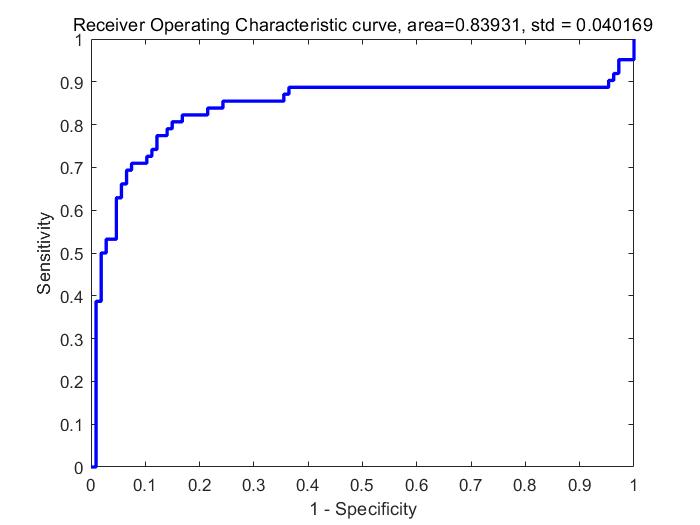 Receiver Operating Characteristic curve, area=0.83931, std = 0.040169
1
0.9
0.8
0.7
0.6
0.5
0.4
0.3
0.2
0.1
0
Sensitivity
0 0.1 0.2 0.3 0.4 0.5 0.6 0.7 0.8 0.9 1
1 - Specificity